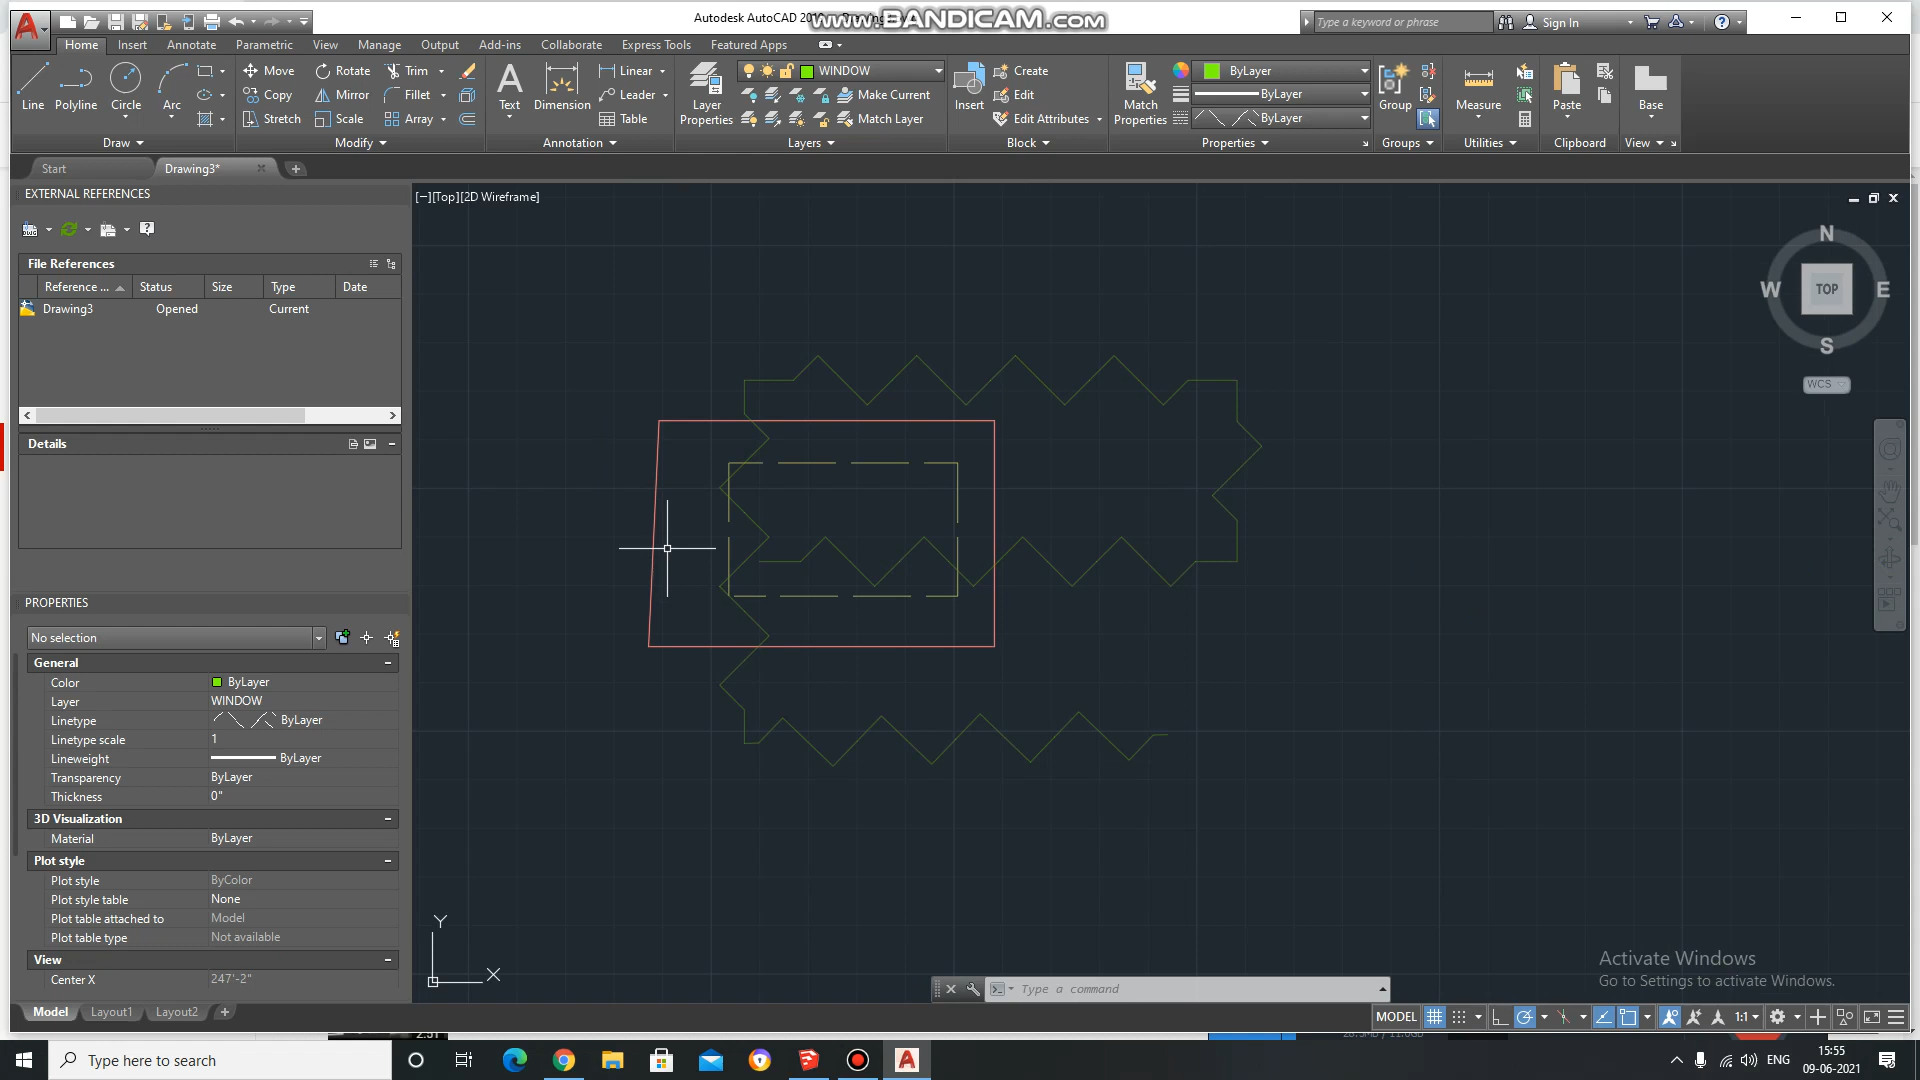 Autodesk AutoCAD 20
www.BANDICAM.com
Type a keyword or phrase
Sign In
Home Insert Annotate Parametric View Manage Output Add-ins Collaborate Express Tools Featured Apps
Line Polyline Circle Arc
Move Rotate Trim
Copy Mirror Fillet
Stretch Scale Array
Text Dimension
Linear
Leader
Table
Layer Properties
WINDOW
Make Current
Match Layer
Insert
Create
Edit
Edit Attributes
Match Properties
ByLayer
ByLayer
ByLayer
Group Measure Paste Base
Draw Modify Annotation Layers Block Properties Groups Utilities Clipboard View
Start Drawing3*
EXTERNAL REFERENCES
[−][Top][2D Wireframe]
File References
Reference ... Status Size Type Date
Drawing3 Opened Current
Details
N
W TOP E
S
WCS
PROPERTIES
No selection
General
Color ByLayer
Layer WINDOW
Linetype ByLayer
Linetype scale 1
Lineweight ByLayer
Transparency ByLayer
Thickness 0"
3D Visualization
Material ByLayer
Plot style
Plot style ByColor
Plot style table None
Plot table attached to Model
Plot table type Not available
View
Center X 247'-2"
Y
X
Type a command
Activate Windows
Go to Settings to activate Windows.
Model Layout1 Layout2
MODEL 1:1
Type here to search
ENG
15:55
09-06-2021